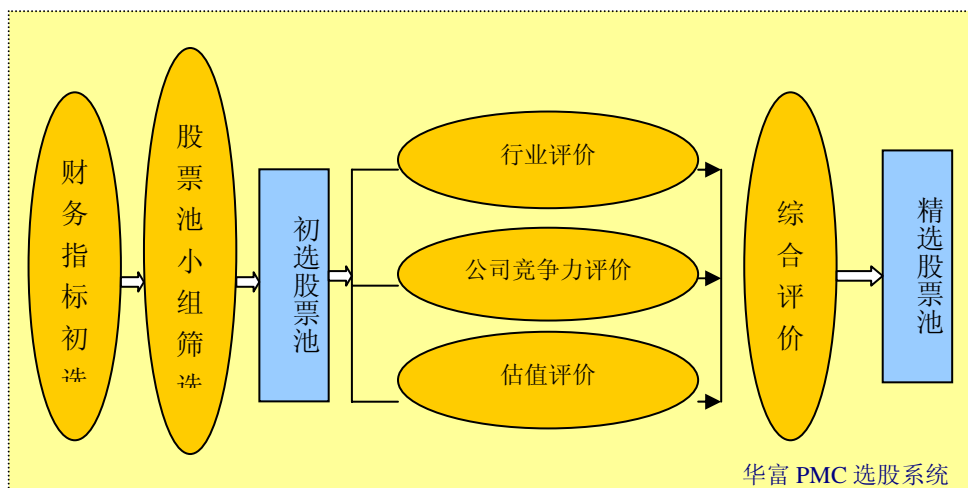 财务指标初选
股票池小组筛选
初选股票池
行业评价
公司竞争力评价
估值评价
综合评价
精选股票池
华富 PMC 选股系统